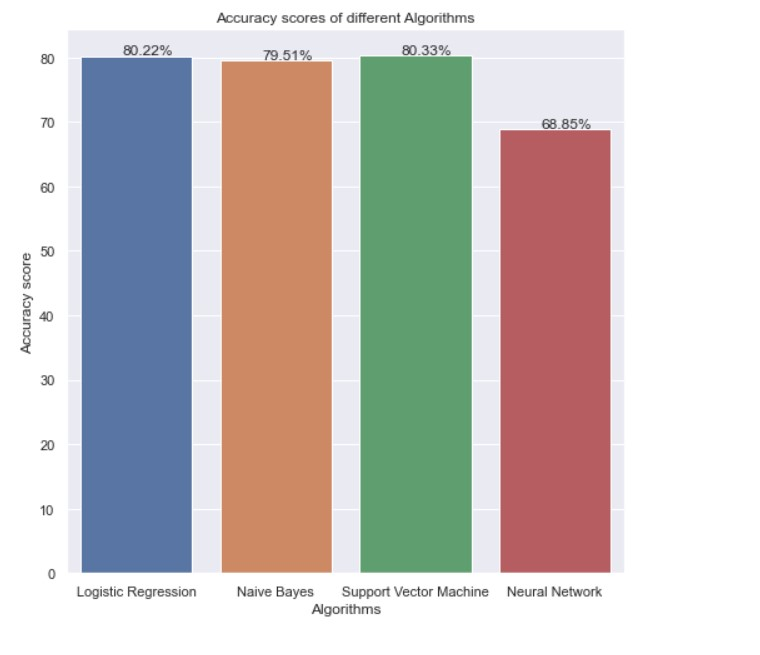 Accuracy scores of different Algorithms
80.22%
79.51%
80.33%
68.85%
80
70
60
50
40
30
20
10
0
Accuracy score
Logistic Regression
Naive Bayes
Support Vector Machine
Neural Network
Algorithms